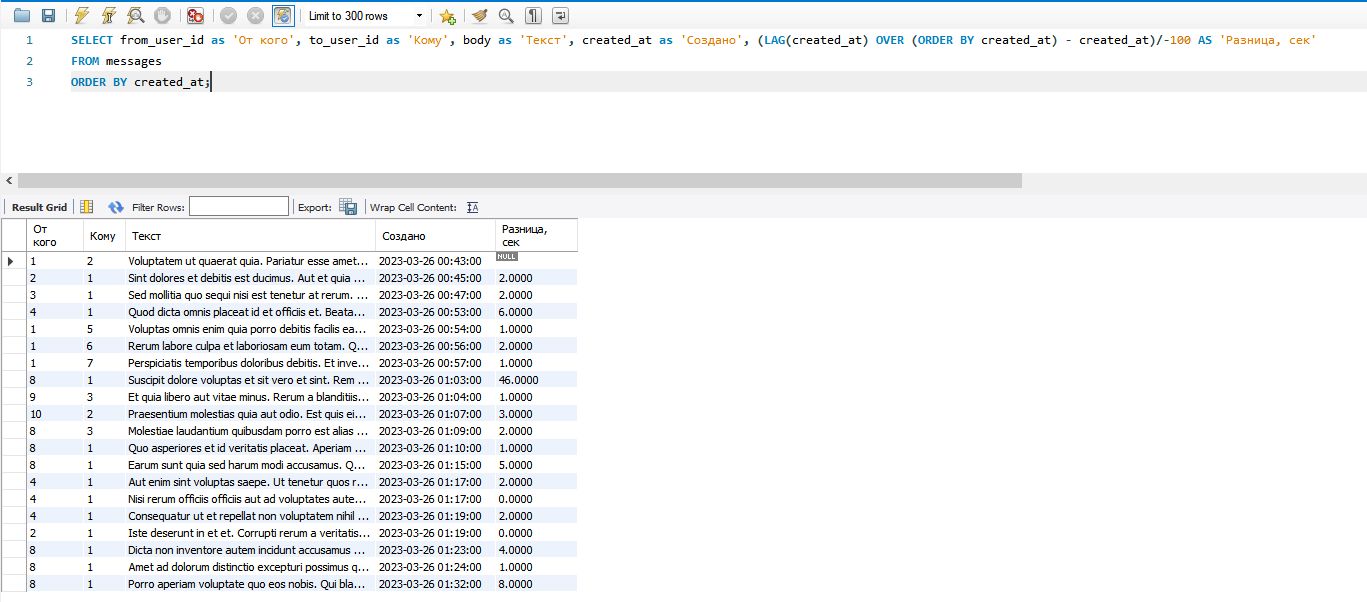 Limit to 300 rows
1 SELECT from_user_id as 'От кого', to_user_id as 'Кому', body as 'Текст', created_at as 'Создано', (LAG(created_at) OVER (ORDER BY created_at) - created_at)/-100 AS 'Разница, сек'
2 FROM messages
3 ORDER BY created_at;
Result Grid Filter Rows: Export: Wrap Cell Content:
От кого Кому Текст Создано Разница, сек
1 2 Voluptatem ut quaerat quia. Pariatur esse amet... 2023-03-26 00:43:00 NULL
2 1 Sint dolores et debitis est ducimus. Aut et quia ... 2023-03-26 00:45:00 2.0000
3 1 Sed mollitia quo sequi nisi est tenetur at rerum. ... 2023-03-26 00:47:00 2.0000
4 1 Quod dicta omnis placeat id et officiis et. Beata... 2023-03-26 00:53:00 6.0000
1 5 Voluptas omnis enim quia porro debitis facilis ea... 2023-03-26 00:54:00 1.0000
1 6 Rerum labore culpa et laboriosam eum totam. Q... 2023-03-26 00:56:00 2.0000
1 7 Perspiciatis temporibus doloribus debitis. Et inve... 2023-03-26 00:57:00 1.0000
8 1 Suscipit dolore voluptas et sit vero et sint. Rem ... 2023-03-26 01:03:00 46.0000
9 3 Et quia libero aut vitae minus. Rerum a blanditiis... 2023-03-26 01:04:00 1.0000
10 2 Praesentium molestias quia aut odio. Est quis ei... 2023-03-26 01:07:00 3.0000
8 3 Molestiae laudantium quibusdam porro est alias ... 2023-03-26 01:09:00 2.0000
8 1 Quo asperiores et id veritatis placeat. Aperiam ... 2023-03-26 01:10:00 1.0000
8 1 Earum sunt quia sed harum modi accusamus. Q... 2023-03-26 01:15:00 5.0000
4 1 Aut enim sint voluptas saepe. Ut tenetur quos r... 2023-03-26 01:17:00 2.0000
4 1 Nisi rerum officiis officiis aut ad voluptates aute... 2023-03-26 01:17:00 0.0000
4 1 Consequatur ut et repellat non voluptatem nihil ... 2023-03-26 01:19:00 2.0000
2 1 Iste deserunt in et et. Corrupti rerum a veritatis... 2023-03-26 01:19:00 0.0000
8 1 Dicta non inventore autem incidunt accusamus ... 2023-03-26 01:23:00 4.0000
8 1 Amet ad dolorum distinctio excepturi possimus q... 2023-03-26 01:24:00 1.0000
8 1 Porro aperiam voluptate quo eos nobis. Qui bla... 2023-03-26 01:32:00 8.0000